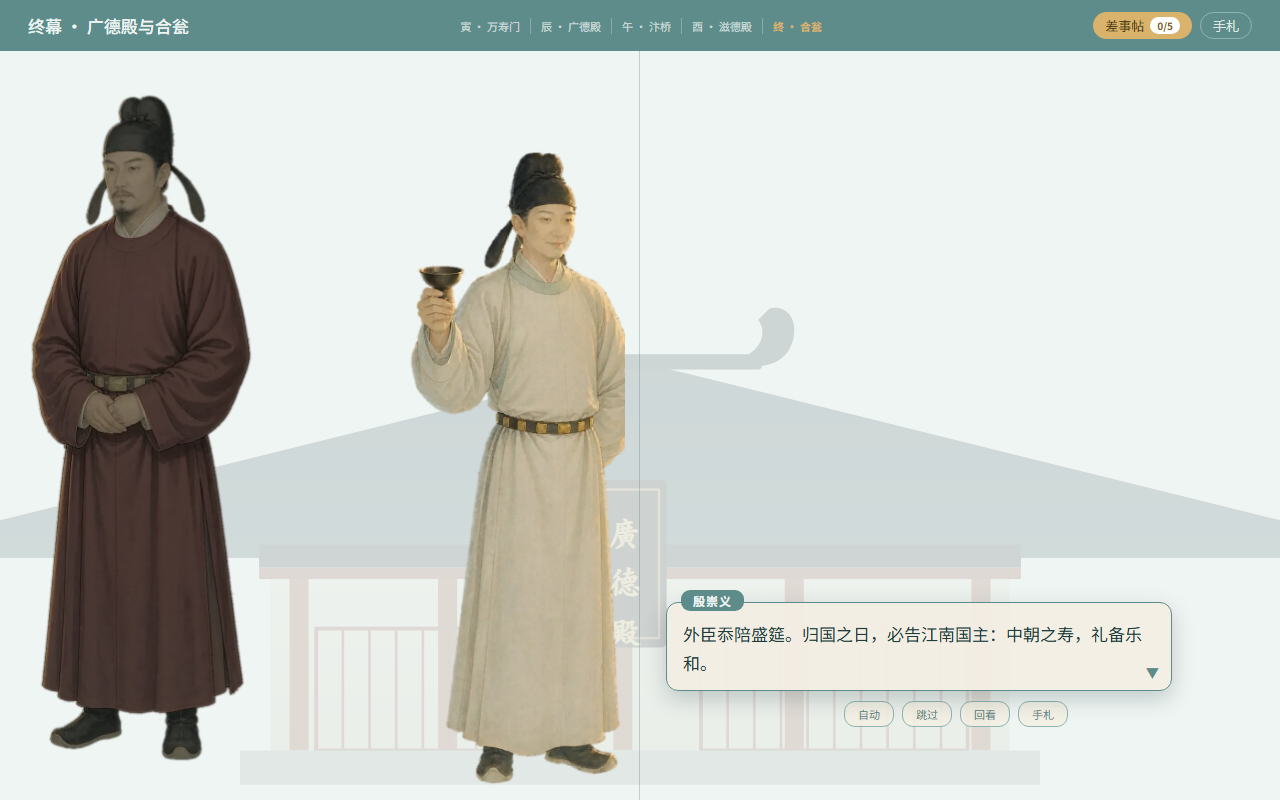 终幕 · 广德殿与合瓮
寅 · 万寿门
辰 · 广德殿
午 · 汴桥
酉 · 滋德殿
终 · 合瓮
差事帖 0/5
手札
廣德殿
殷崇义
外臣忝陪盛筵。归国之日，必告江南国主：中朝之寿，礼备乐
和。
自动
跳过
回看
手札